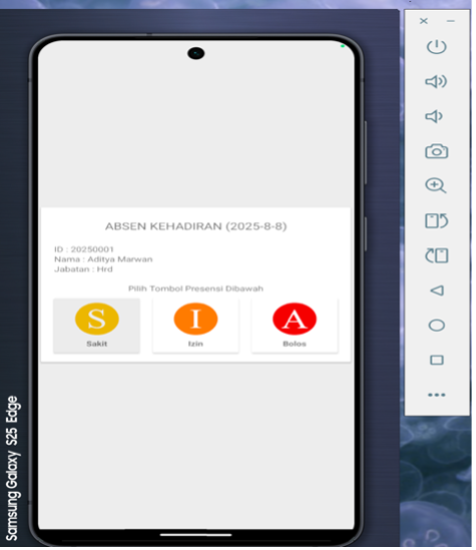 ABSEN KEHADIRAN (2025-8-8)
ID : 20250001
Nama : Aditya Marwan
Jabatan : Hrd
Pilih Tombol Presensi Dibawah
S I A
Sakit Izin Bolos
Samsung Galaxy S25 Edge